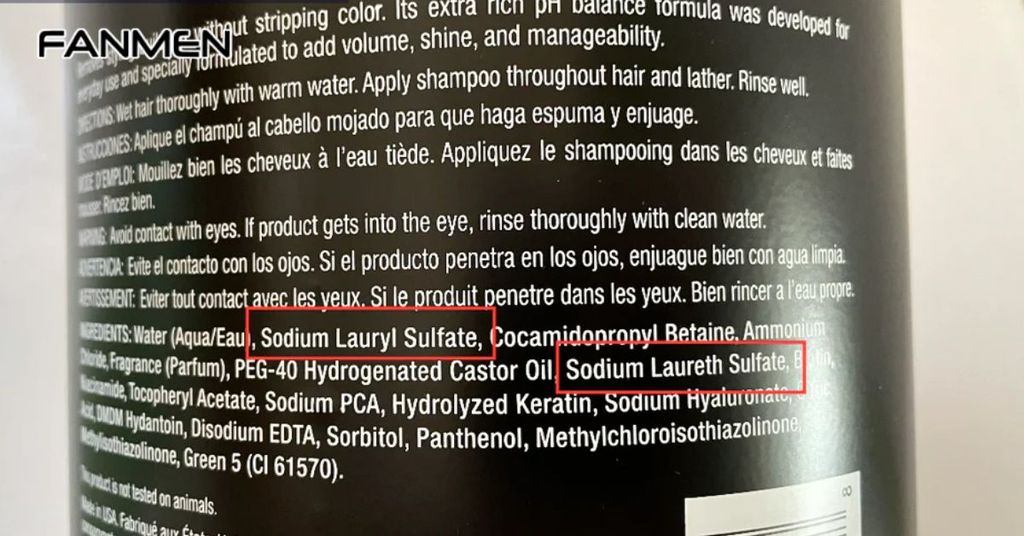 FANMEN
without stripping color. Its extra rich pH balance formula was developed for
everyday use and specially formulated to add volume, shine, and manageability.
DIRECTIONS: Wet hair thoroughly with warm water. Apply shampoo throughout hair and lather. Rinse well.
INSTRUCCIONES: Aplique el champú al cabello mojado para que haga espuma y enjuage.
MODE D'EMPLOI: Mouillez bien les cheveux à l'eau tiède. Appliquez le shampooing dans les cheveux et faites
mousser. Rincez bien.
WARNING: Avoid contact with eyes. If product gets into the eye, rinse thoroughly with clean water.
ADVERTENCIA: Evite el contacto con los ojos. Si el producto penetra en los ojos, enjuague bien con agua limpia.
AVERTISSEMENT: Eviter tout contact avec les yeux. Si le produit penetre dans les yeux. Bien rincer a l'eau propre.
INGREDIENTS: Water (Aqua/Eau), Sodium Lauryl Sulfate, Cocamidopropyl Betaine, Ammonium
Chloride, Fragrance (Parfum), PEG-40 Hydrogenated Castor Oil, Sodium Laureth Sulfate,
Niacinamide, Tocopheryl Acetate, Sodium PCA, Hydrolyzed Keratin, Sodium Hyaluronate,
Acid, DMDM Hydantoin, Disodium EDTA, Sorbitol, Panthenol, Methylchloroisothiazolinone,
Methylisothiazolinone, Green 5 (CI 61570).
This product is not tested on animals.
Made in USA. Fabriqué aux
8